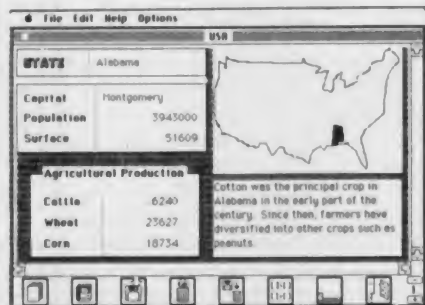 File Edit Help Options
USA
STATE Alabama
Capital Montgomery
Population 3943000
Surface 51609
Agricultural Production
Cattle 6240
Wheat 23627
Corn 18734
Cotton was the principal crop in
Alabama in the early part of the
century. Since then, farmers have
diversified into other crops such as
peanuts.